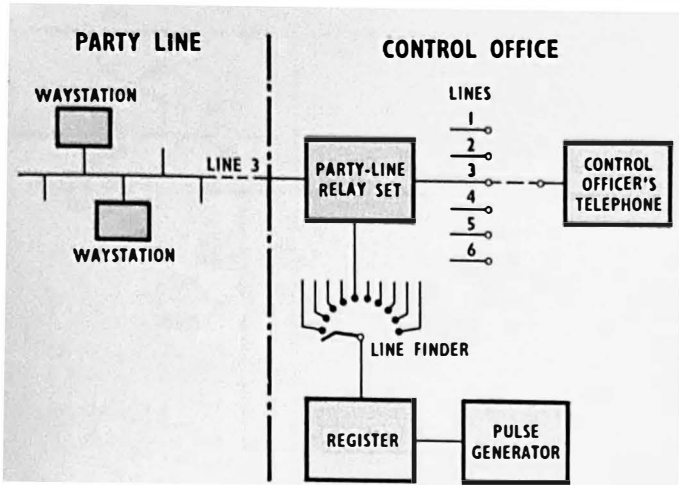 PARTY LINE
CONTROL OFFICE
WAYSTATION
LINES
1
2
3
4
5
6
LINE 3
PARTY-LINE
RELAY SET
CONTROL
OFFICER'S
TELEPHONE
WAYSTATION
LINE FINDER
REGISTER
PULSE
GENERATOR